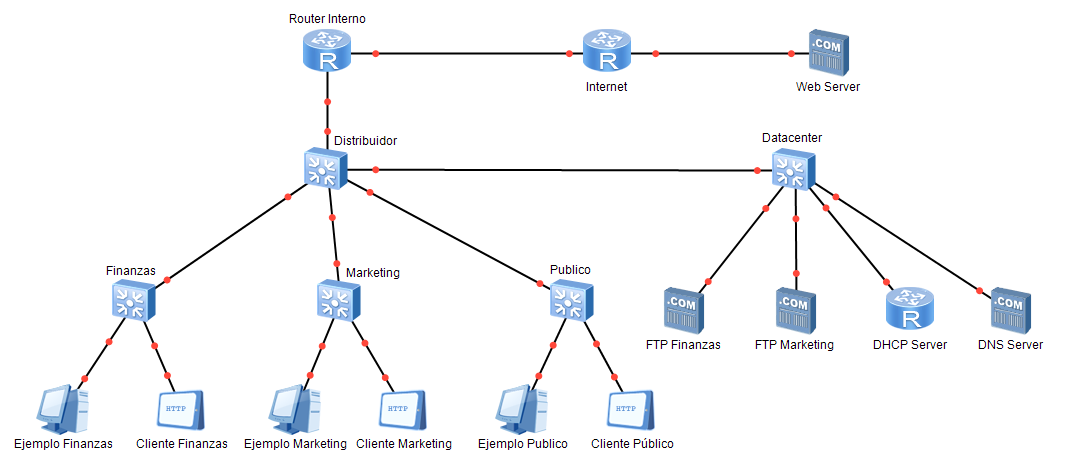 Router Interno
R
R
.COM
Internet
Web Server
Distribuidor
Datacenter
Finanzas
Marketing
Publico
.COM
.COM
R
.COM
FTP Finanzas
FTP Marketing
DHCP Server
DNS Server
HTTP
HTTP
HTTP
Ejemplo Finanzas
Cliente Finanzas
Ejemplo Marketing
Cliente Marketing
Ejemplo Publico
Cliente Público